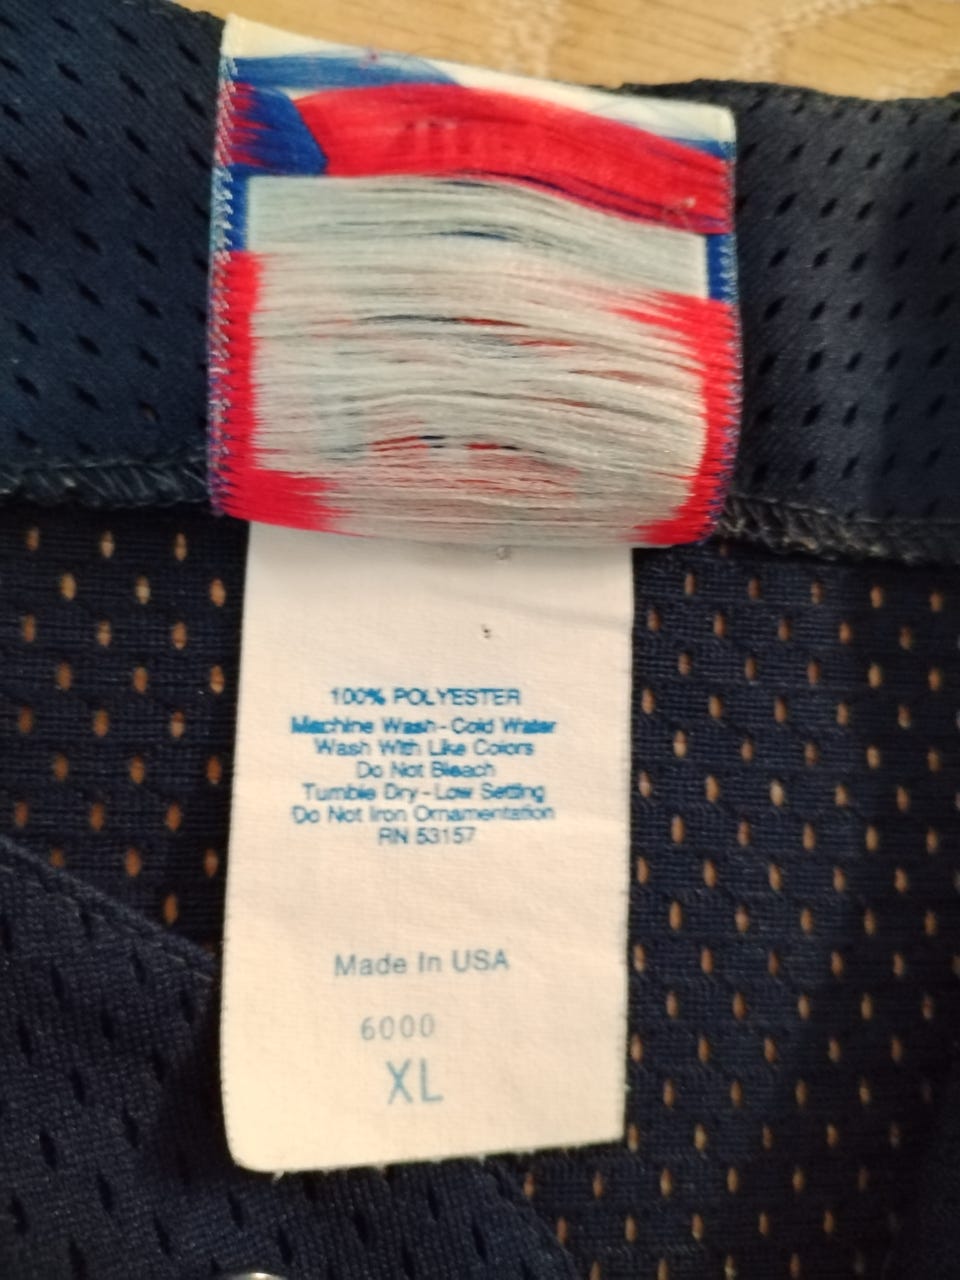 100% POLYESTER
Machine Wash-Cold Water
Wash With Like Colors
Do Not Bleach
Tumble Dry-Low Setting
Do Not Iron Ornamentation
RN 53157
Made In USA
6000
XL